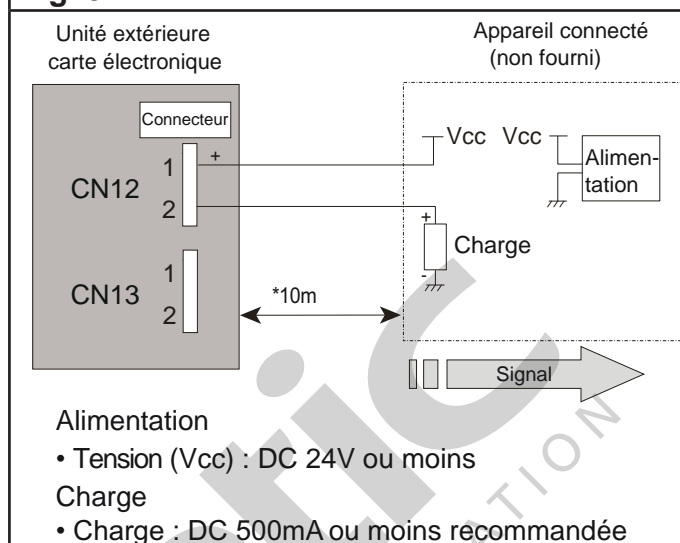 Unité extérieure
carte électronique
Appareil connecté
(non fourni)
Connecteur
CN12
1
+
2
CN13
1
2
*10m
Vcc
Vcc
Alimen-
tation
+
Charge
-
Signal
Alimentation
• Tension (Vcc) : DC 24V ou moins
Charge
• Charge : DC 500mA ou moins recommandée